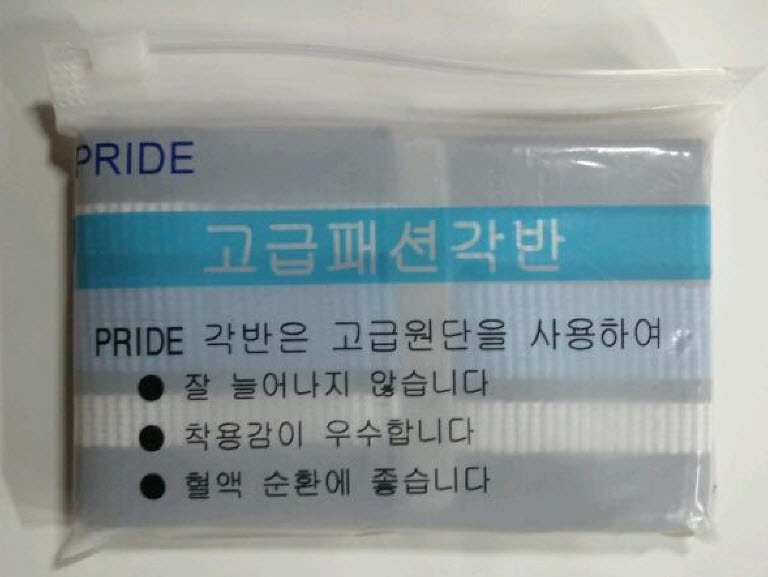 PRIDE
고급패션각반
PRIDE 각반은 고급원단을 사용하여
● 잘 늘어나지 않습니다
● 착용감이 우수합니다
● 혈액 순환에 좋습니다